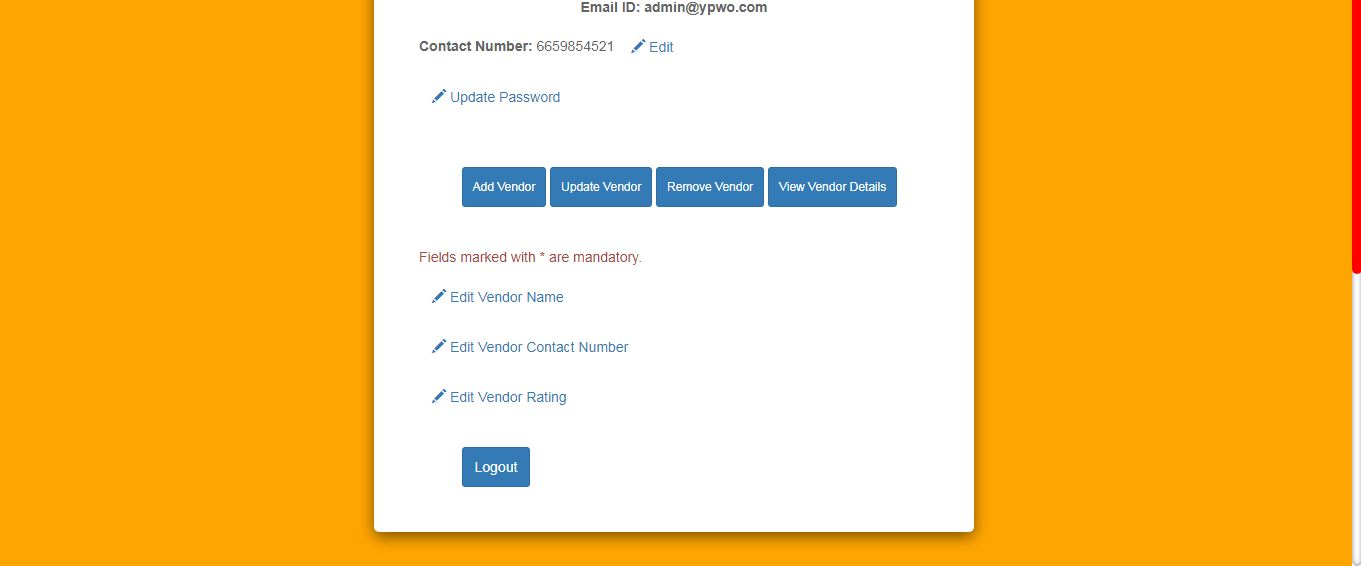 Email ID: admin@ypwo.com
Contact Number: 6659854521 Edit
Update Password
Add Vendor Update Vendor Remove Vendor View Vendor Details
Fields marked with * are mandatory.
Edit Vendor Name
Edit Vendor Contact Number
Edit Vendor Rating
Logout